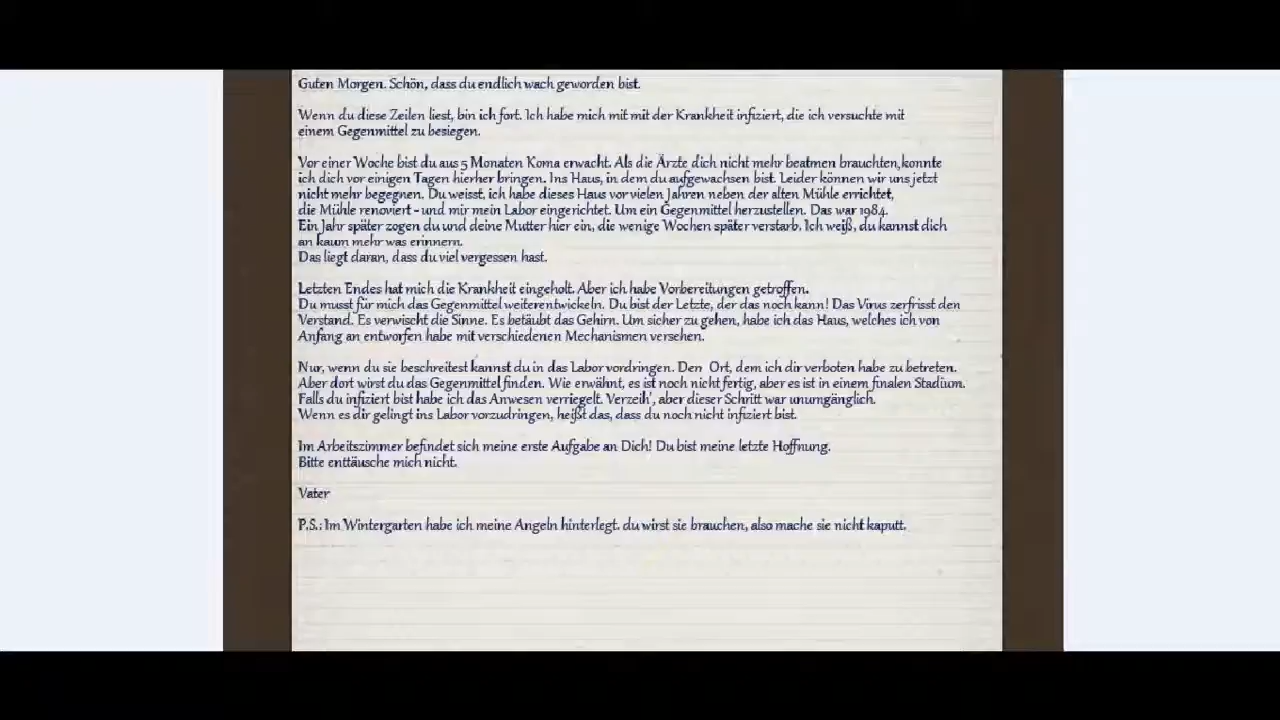 Guten Morgen. Schön, dass du endlich wach geworden bist.
Wenn du diese Zeilen liest, bin ich fort. Ich habe mich mit mit der Krankheit infiziert, die ich versuchte mit
einem Gegenmittel zu besiegen.
Vor einer Woche bist du aus 5 Monaten Koma erwacht. Als die Ärzte dich nicht mehr beatmen brauchten, konnte
ich dich vor einigen Tagen hierher bringen. Ins Haus, in dem du aufgewachsen bist. Leider können wir uns jetzt
nicht mehr begegnen. Du weisst, ich habe dieses Haus vor vielen Jahren neben der alten Mühle errichtet,
die Mühle renoviert - und mir mein Labor eingerichtet. Um ein Gegenmittel herzustellen. Das war 1984.
Ein Jahr später zogen du und deine Mutter hier ein, die wenige Wochen später verstarb. Ich weiß, du kannst dich
an kaum mehr was erinnern.
Das liegt daran, dass du viel vergessen hast.
Letzten Endes hat mich die Krankheit eingeholt. Aber ich habe Vorbereitungen getroffen.
Du musst für mich das Gegenmittel weiterentwickeln. Du bist der Letzte, der das noch kann! Das Virus zerfrisst den
Verstand. Es verwischt die Sinne. Es betäubt das Gehirn. Um sicher zu gehen, habe ich das Haus, welches ich von
Anfang an entworfen habe mit verschiedenen Mechanismen versehen.
Nur, wenn du sie beschreitest kannst du in das Labor vordringen. Den Ort, dem ich dir verboten habe zu betreten.
Aber dort wirst du das Gegenmittel finden. Wie erwähnt, es ist noch nicht fertig, aber es ist in einem finalen Stadium.
Falls du infiziert bist habe ich das Anwesen verriegelt. Verzeih', aber dieser Schritt war unumgänglich.
Wenn es dir gelingt ins Labor vorzudringen, heißt das, dass du noch nicht infiziert bist.
Im Arbeitszimmer befindet sich meine erste Aufgabe an Dich! Du bist meine letzte Hoffnung.
Bitte enttäusche mich nicht.
Vater
P.S.: Im Wintergarten habe ich meine Angeln hinterlegt. du wirst sie brauchen, also mache sie nicht kaputt.